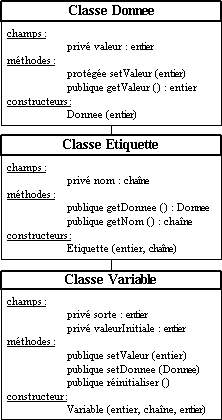 Classe Donnee
champs :
privé valeur : entier
méthodes :
protégée setValeur (entier)
publique getValeur () : entier
constructeurs:
Donnee (entier)
Classe Etiquette
champs :
privé nom : chaîne
méthodes :
publique getDonnee () : Donnee
publique getNom () : chaîne
constructeurs:
Etiquette (entier, chaîne)
Classe Variable
champs :
privé sorte : entier
privé valeurInitiale : entier
méthodes :
publique setValeur (entier)
publique setDonnee (Donnee)
publique réinitialiser ()
constructeur:
Variable (entier, chaîne, entier)